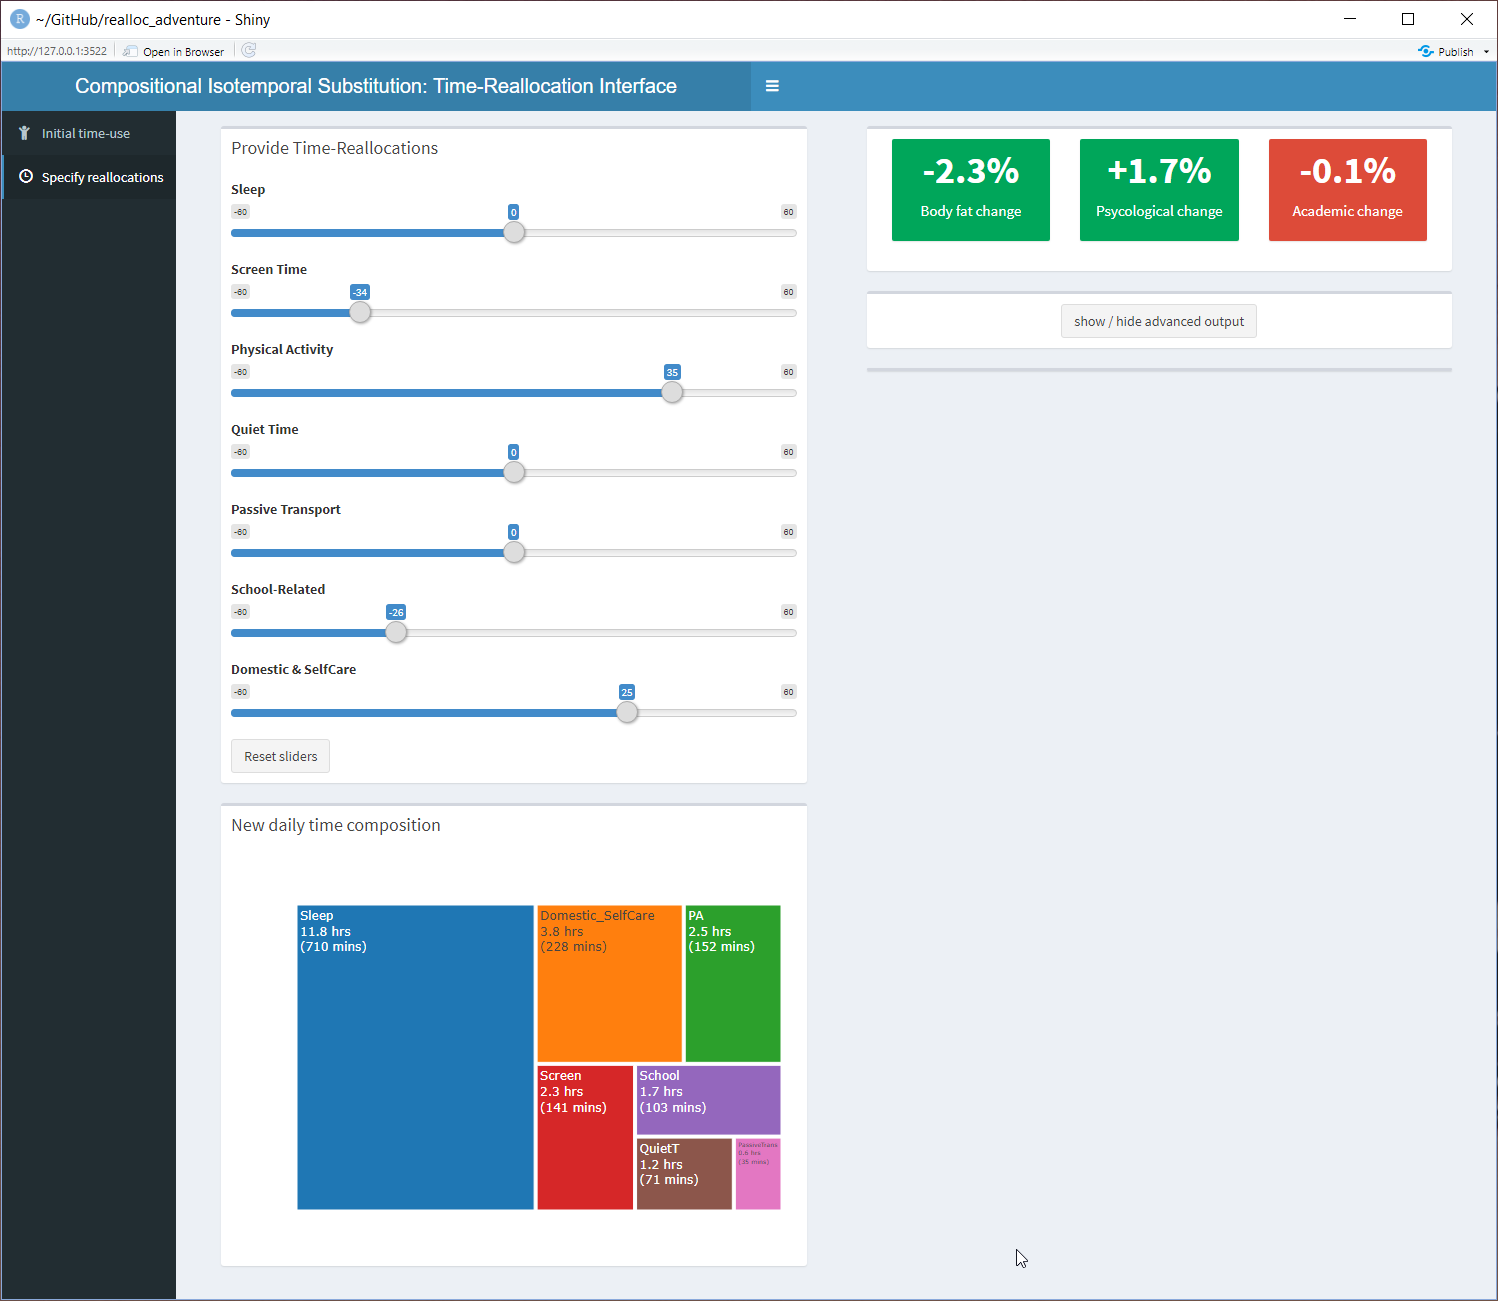 R ~/GitHub/realloc_adventure - Shiny
http://127.0.0.1:3522 Open in Browser Publish
Compositional Isotemporal Substitution: Time-Reallocation Interface
Initial time-use
Specify reallocations
Provide Time-Reallocations
Sleep
-60 0 60
Screen Time
-60 -34 60
Physical Activity
-60 35 60
Quiet Time
-60 0 60
Passive Transport
-60 0 60
School-Related
-60 -26 60
Domestic & SelfCare
-60 25 60
Reset sliders
-2.3%
Body fat change
+1.7%
Psycological change
-0.1%
Academic change
show / hide advanced output
New daily time composition
Sleep
11.8 hrs
(710 mins)
Domestic_SelfCare
3.8 hrs
(228 mins)
PA
2.5 hrs
(152 mins)
Screen
2.3 hrs
(141 mins)
School
1.7 hrs
(103 mins)
QuietT
1.2 hrs
(71 mins)
PassiveTrans
0.6 hrs
(35 mins)